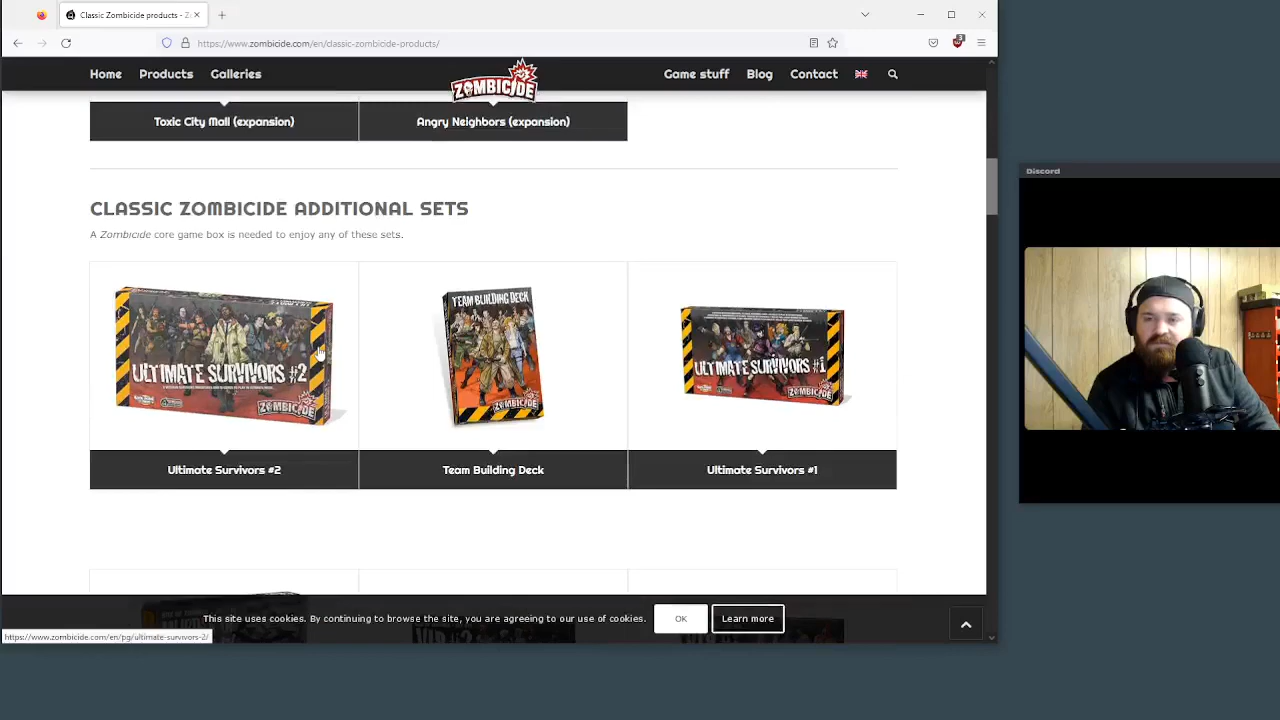 Classic Zombicide products - Z
https://www.zombicide.com/en/classic-zombicide-products/
3
Home Products Galleries ZOMBICIDE Game stuff Blog Contact
Toxic City Mall (expansion) Angry Neighbors (expansion)
Discord
CLASSIC ZOMBICIDE ADDITIONAL SETS
A Zombicide core game box is needed to enjoy any of these sets.
ULTIMATE SURVIVORS #2
ZOMBICIDE
TEAM BUILDING DECK
ZOMBICIDE
ULTIMATE SURVIVORS #1
ZOMBICIDE
Ultimate Survivors #2 Team Building Deck Ultimate Survivors #1
This site uses cookies. By continuing to browse the site, you are agreeing to our use of cookies. OK Learn more
https://www.zombicide.com/en/pg/ultimate-survivors-2/